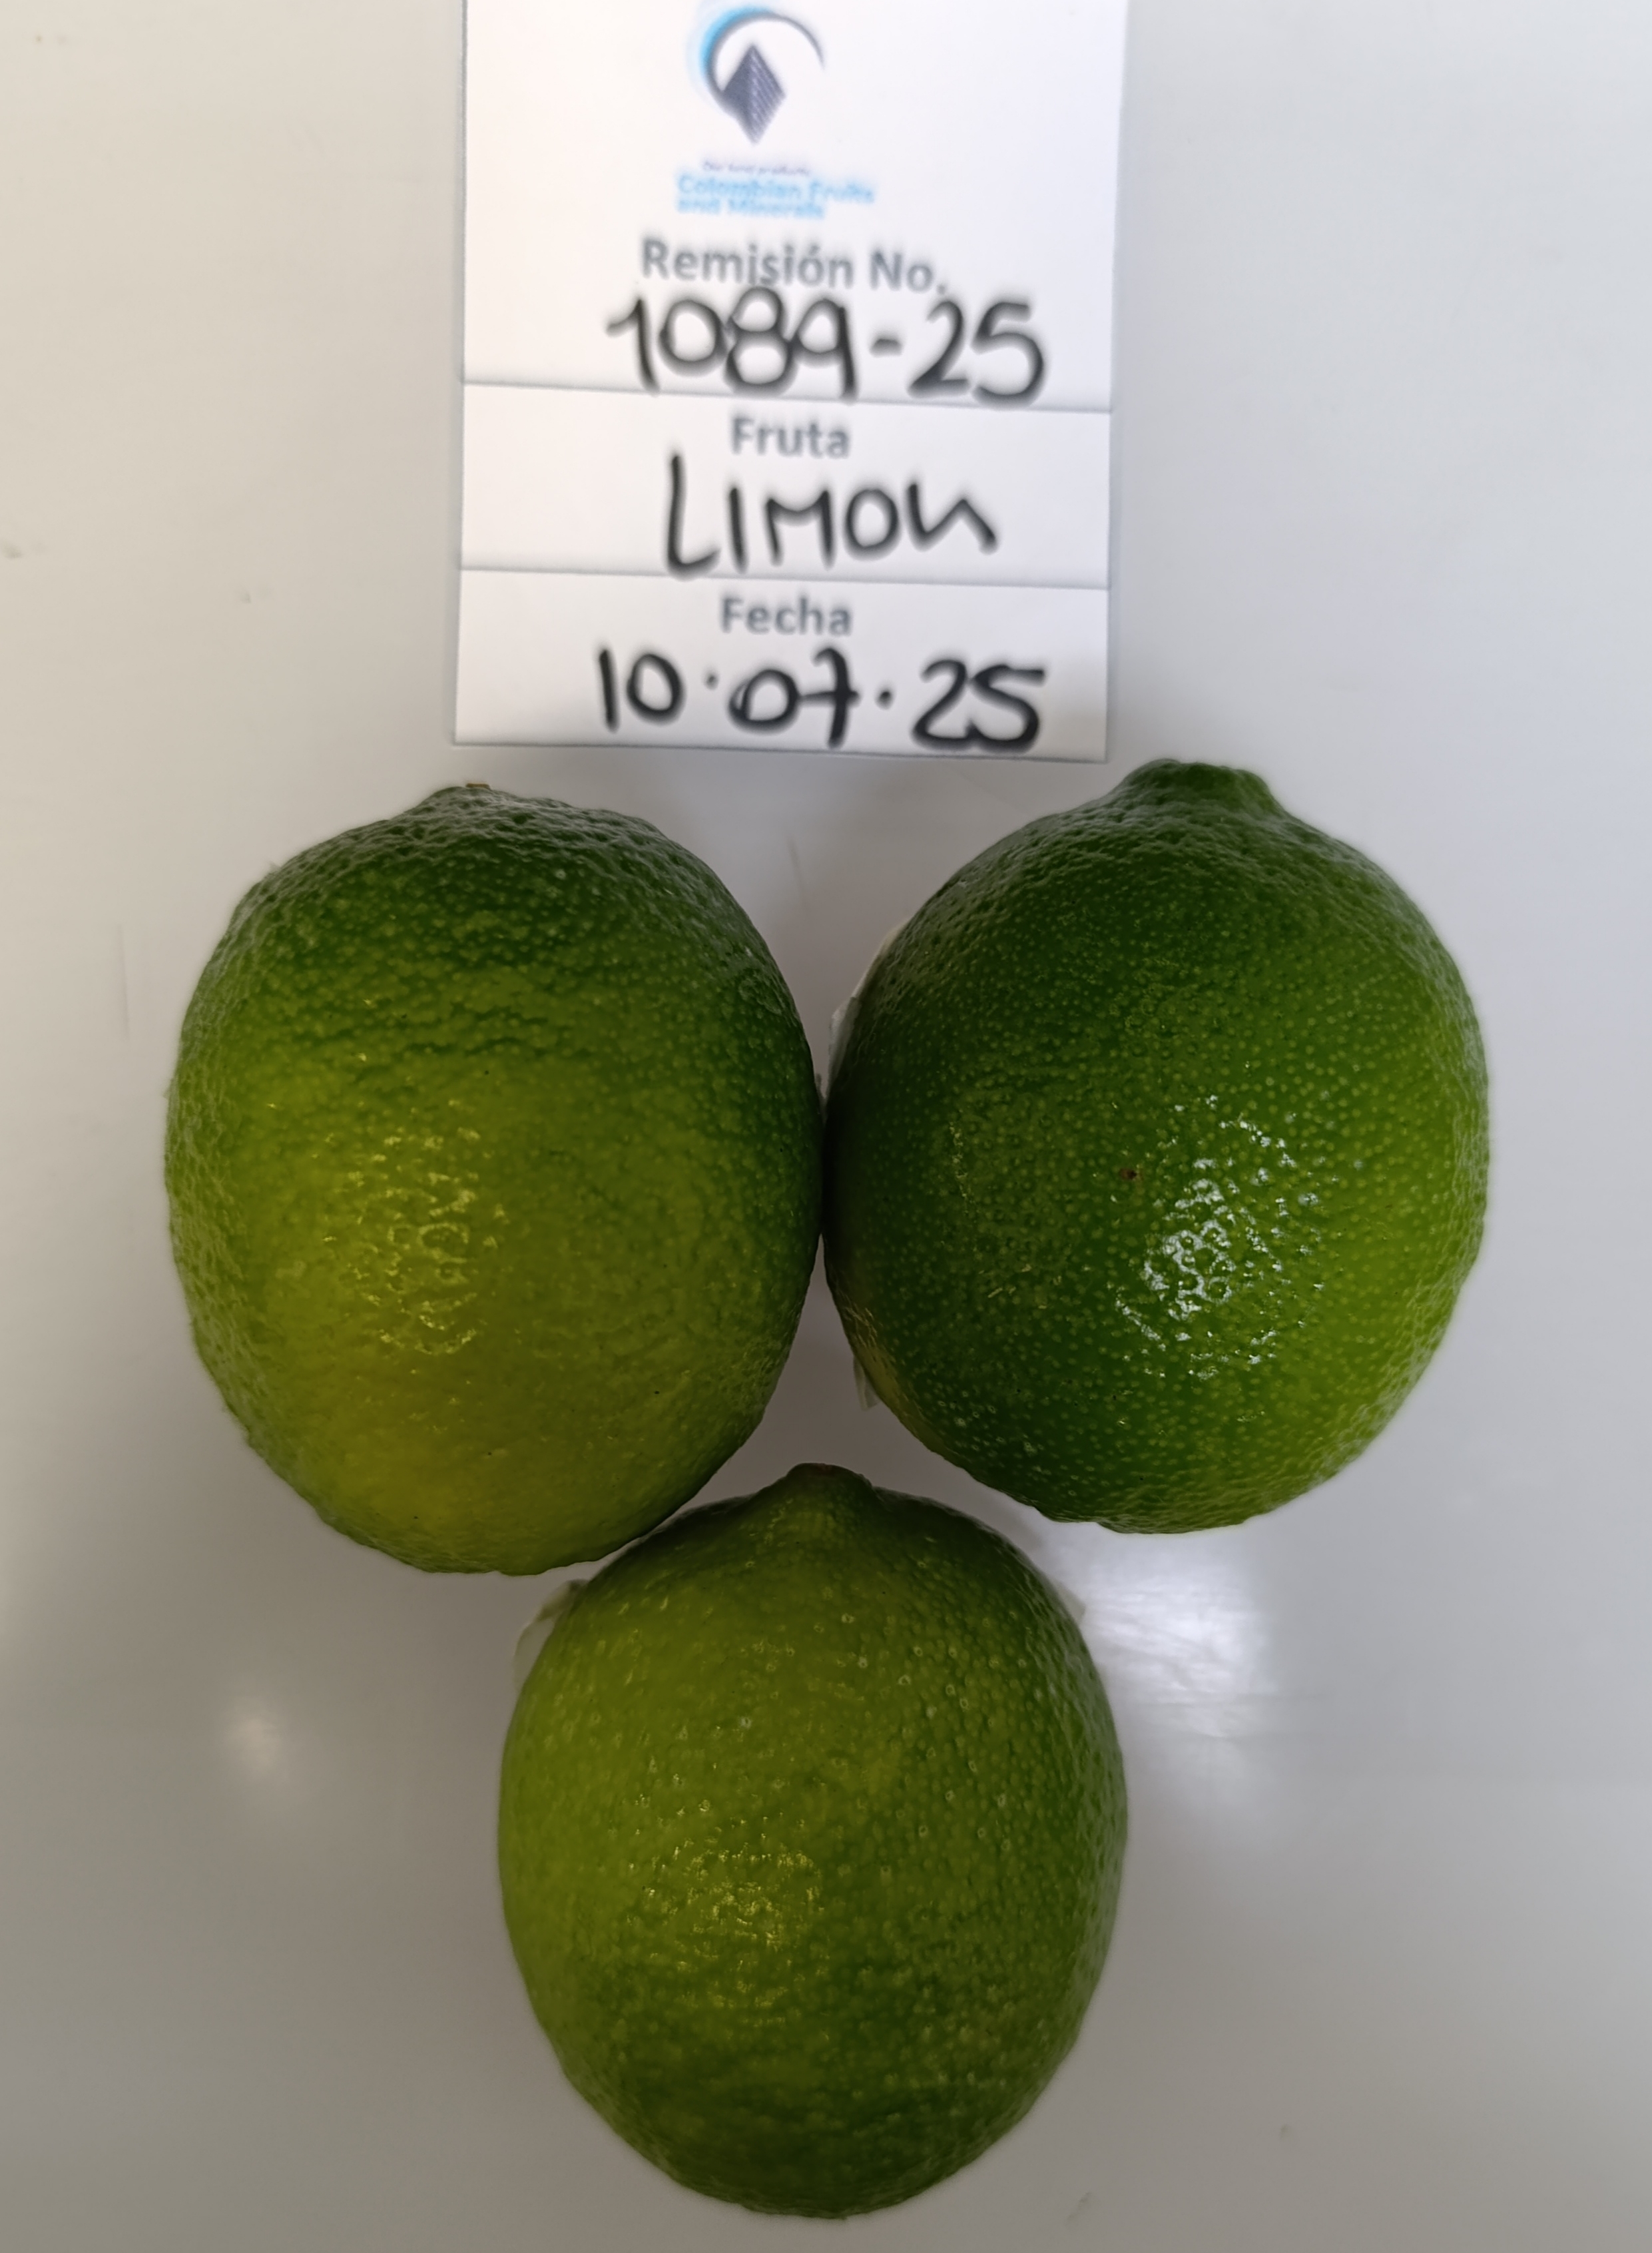 Colombian Fruits
and Minerals
Remisión No.
1089-25
Fruta
LIMON
Fecha
10·07·25